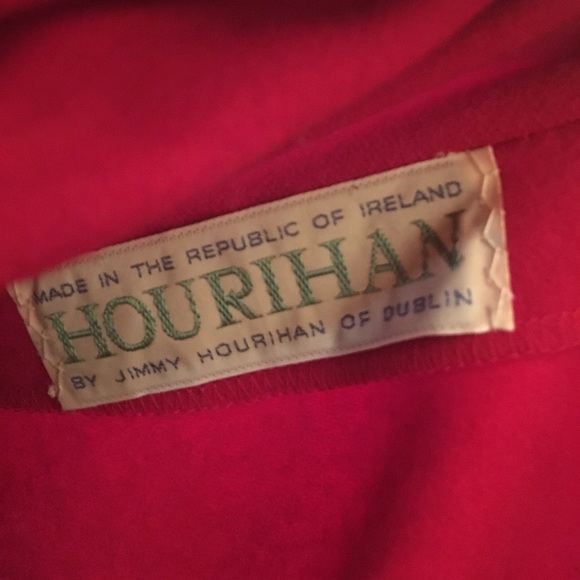 MADE IN THE REPUBLIC OF IRELAND
HOURIHAN
BY JIMMY HOURIHAN OF DUBLIN